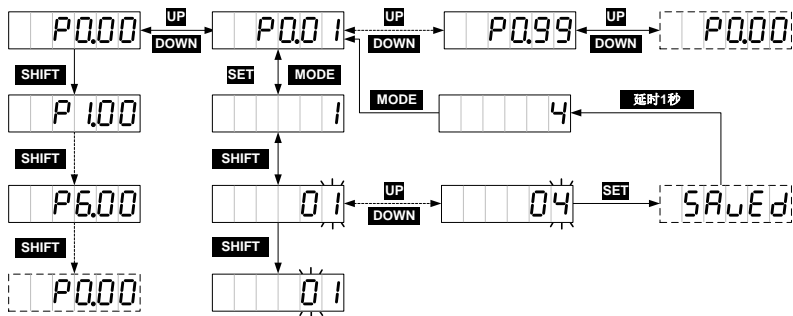 P0.00 UP DOWN P0.01 UP DOWN P0.99 UP DOWN P0.00
SHIFT SET MODE
P1.00 1 MODE 4 延时1秒
SHIFT SHIFT
P6.00 01 UP DOWN 04 SET SAvEd
SHIFT SHIFT
P0.00 01